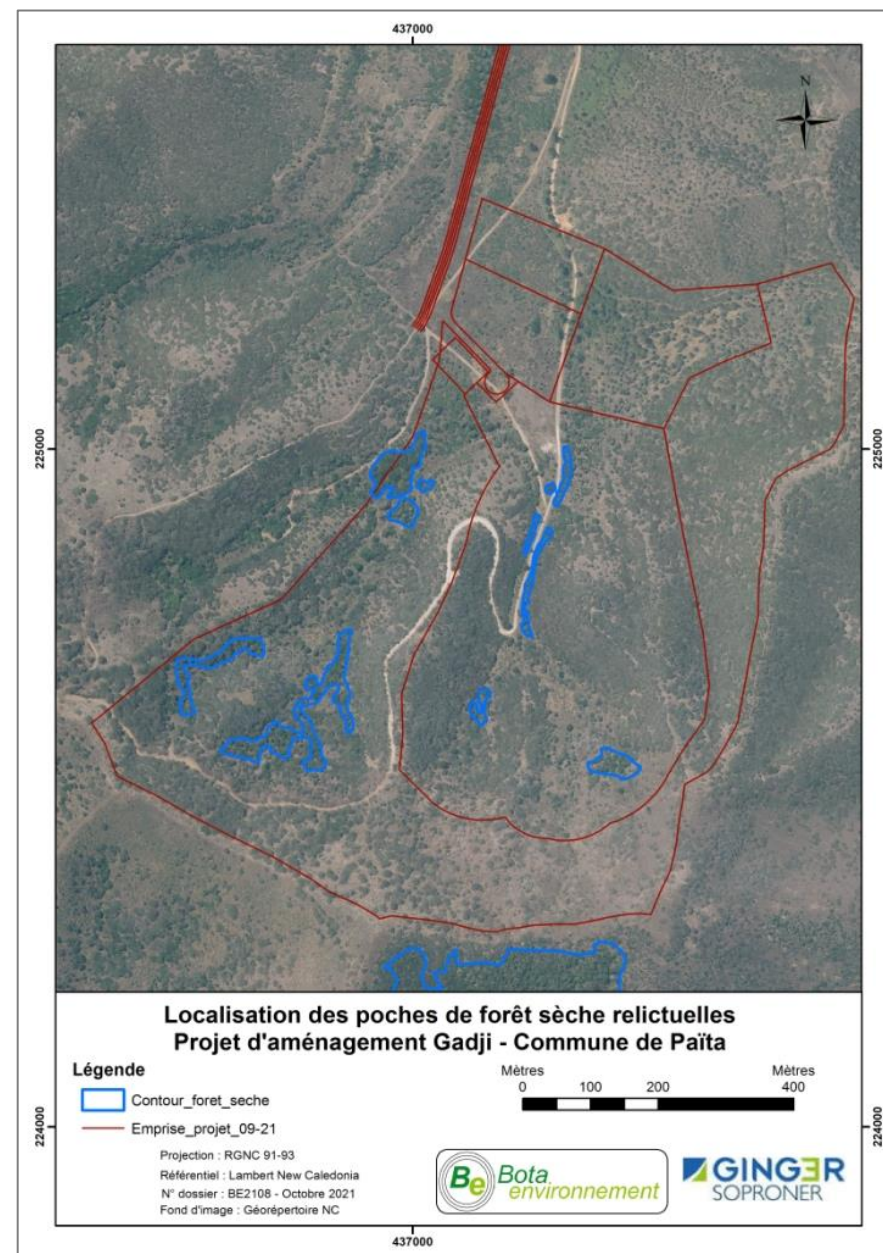 437000
N
225000
225000
Localisation des poches de forêt sèche relictuelles
Projet d'aménagement Gadji - Commune de Païta
Légende
Contour_foret_seche
Emprise_projet_09-21
Mètres
Mètres
0 100 200 400
Projection : RGNC 91-93
Référentiel : Lambert New Caledonia
N° dossier : BE2108 - Octobre 2021
Fond d'image : Géorépertoire NC
Be Bota
environnement
GINGER
SOPRONER
224000
224000
437000